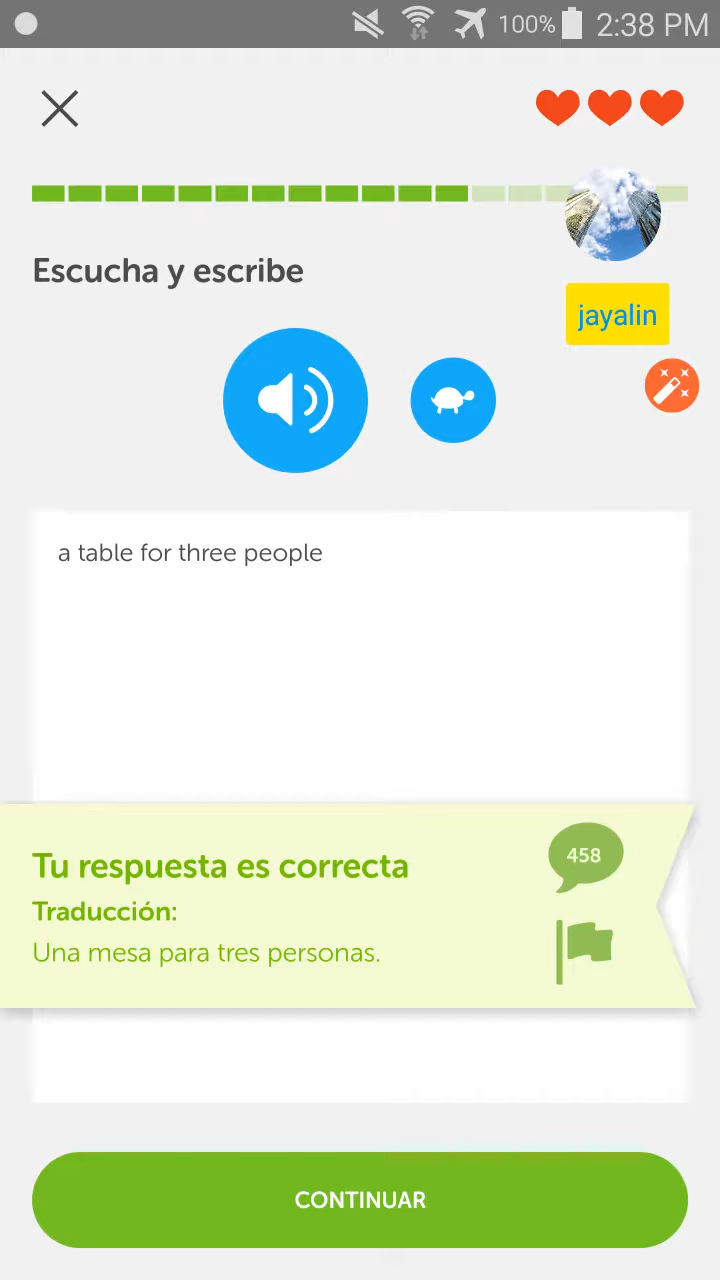 100% 2:38 PM
Escucha y escribe
jayalin
a table for three people
Tu respuesta es correcta
458
Traducción:
Una mesa para tres personas.
CONTINUAR